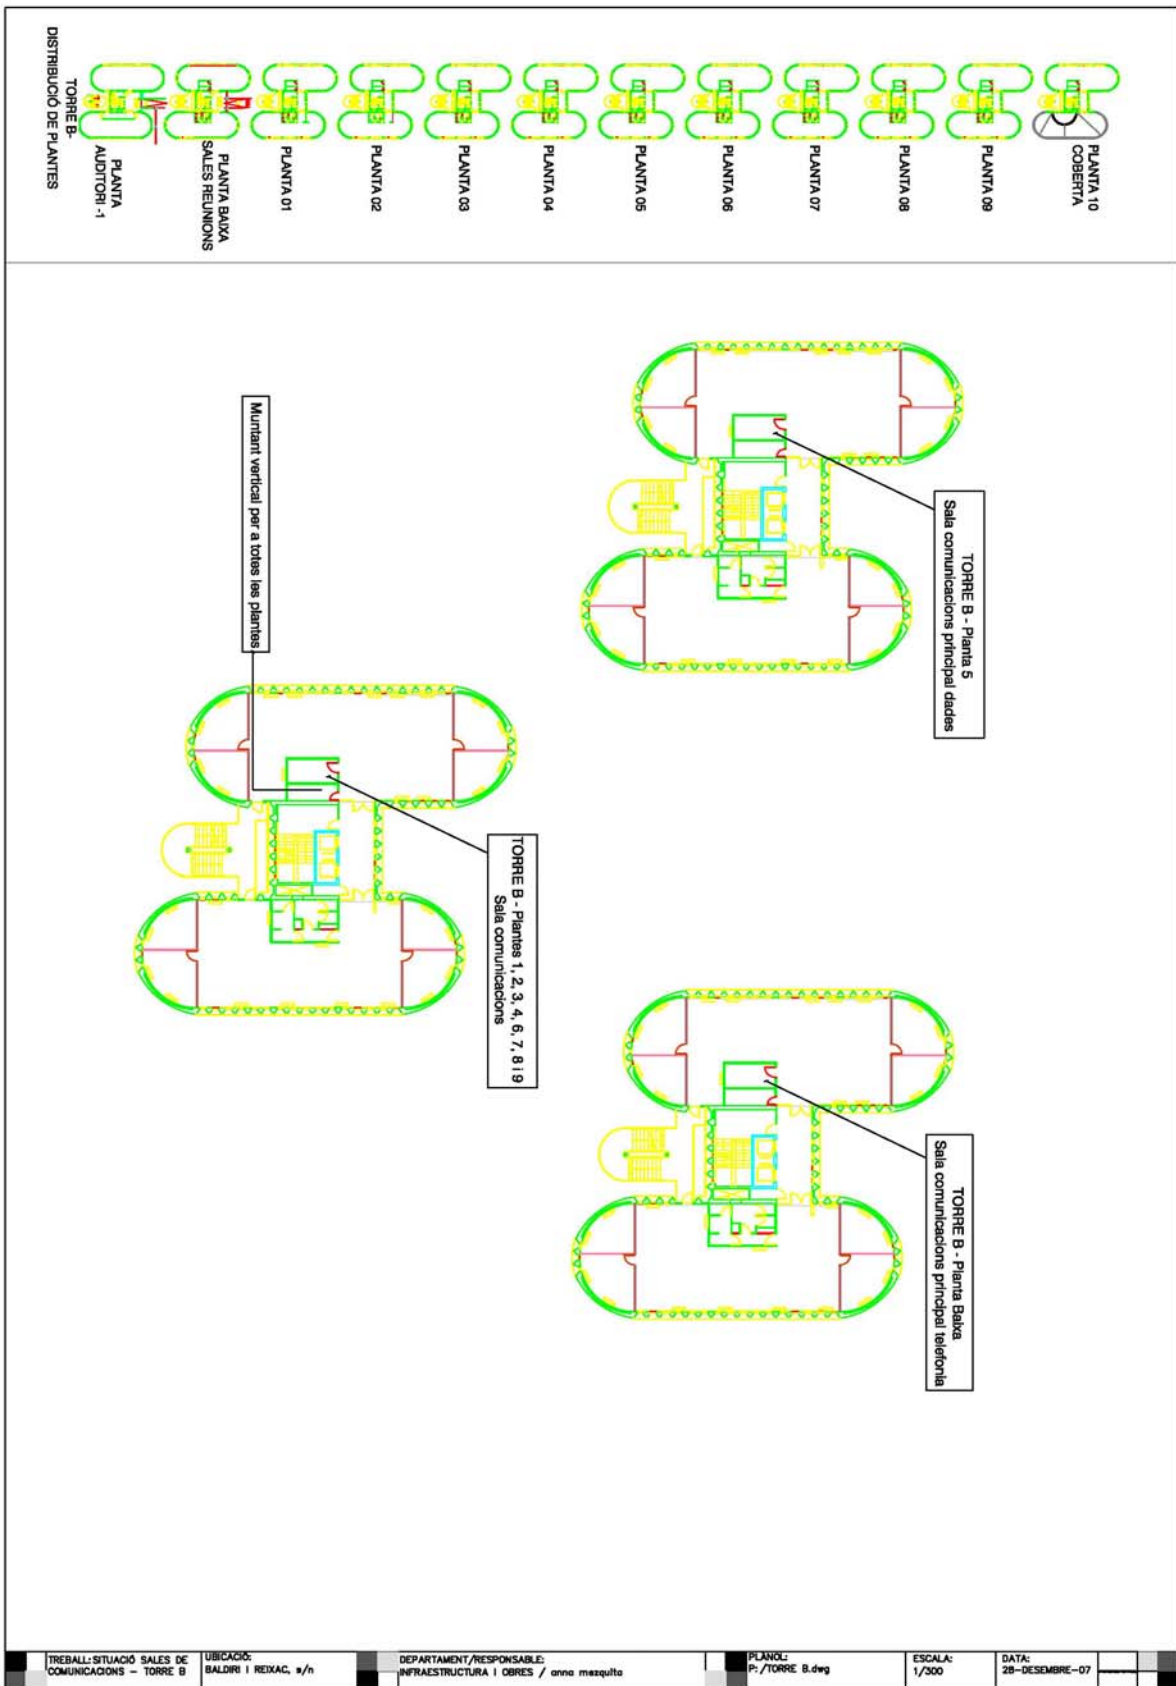 TORRE B-
DISTRIBUCIÓ DE PLANTES
PLANTA
AUDITORI -1
PLANTA BAIXA
SALES REUNIONS
PLANTA 01
PLANTA 02
PLANTA 03
PLANTA 04
PLANTA 05
PLANTA 06
PLANTA 07
PLANTA 08
PLANTA 09
PLANTA 10
COBERTA
TORRE B - Planta 5
Sala comunicacions principal dades
Muntant vertical per a totes les plantes
TORRE B - Plantes 1, 2, 3, 4, 6, 7, 8 i 9
Sala comunicacions
TORRE B - Planta Baixa
Sala comunicacions principal telefonia
TREBALL: SITUACIÓ SALES DE
COMUNICACIONS - TORRE B
UBICACIÓ:
BALDIRI I REIXAC, s/n
DEPARTAMENT/RESPONSABLE:
INFRAESTRUCTURA I OBRES / anna mezquita
PLÀNOL:
P:/TORRE B.dwg
ESCALA:
1/300
DATA:
28-DESEMBRE-07